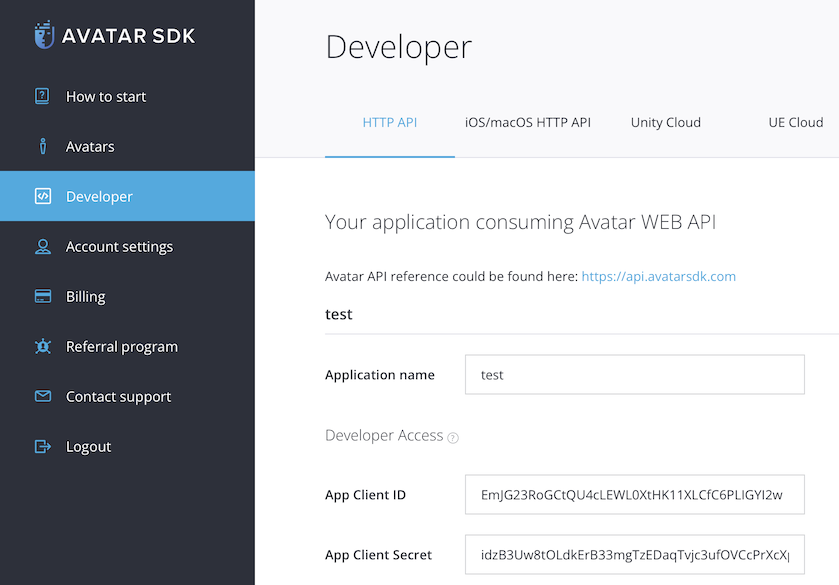 AVATAR SDK
How to start
Avatars
Developer
Account settings
Billing
Referral program
Contact support
Logout
Developer
HTTP API iOS/macOS HTTP API Unity Cloud UE Cloud
Your application consuming Avatar WEB API
Avatar API reference could be found here: https://api.avatarsdk.com
test
Application name test
Developer Access ?
App Client ID EmJG23RoGCtQU4cLEWL0XtHK11XLCfC6PLIGYI2w
App Client Secret idzB3Uw8tOLdkErB33mgTzEDaqTvjc3ufOVCcPrXcX